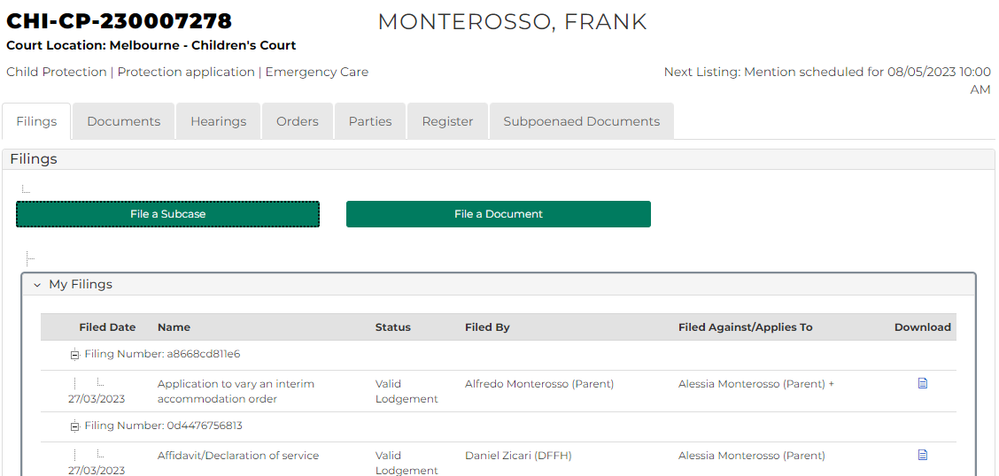 CHI-CP-230007278
MONTEROSSO, FRANK
Court Location: Melbourne - Children's Court
Child Protection | Protection application | Emergency Care
Next Listing: Mention scheduled for 08/05/2023 10:00
AM
Filings Documents Hearings Orders Parties Register Subpoenaed Documents
Filings
File a Subcase File a Document
My Filings
Filed Date Name Status Filed By Filed Against/Applies To Download
Filing Number: a8668cd811e6
Application to vary an interim Valid Alfredo Monterosso (Parent) Alessia Monterosso (Parent) +
27/03/2023 accommodation order Lodgement
Filing Number: 0d4476756813
Affidavit/Declaration of service Valid Daniel Zicari (DFFH) Alessia Monterosso (Parent)
27/03/2023 Lodgement